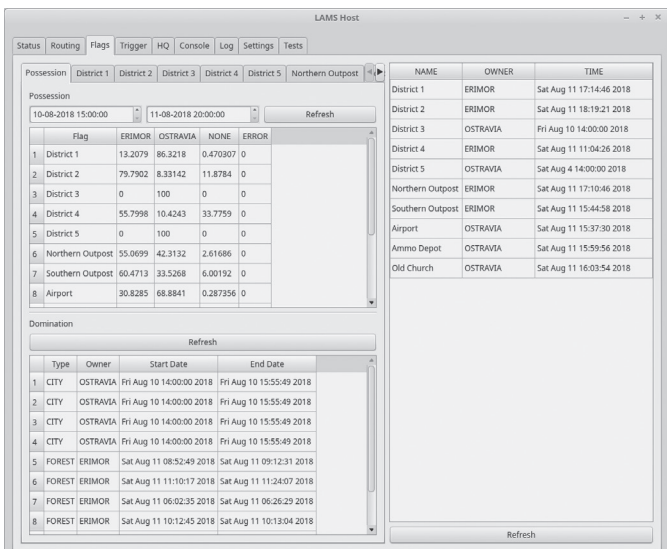 LAMS Host
Status Routing Flags Trigger HQ Console Log Settings Tests
Possession District 1 District 2 District 3 District 4 District 5 Northern Outpost
Possession
10-08-2018 15:00:00 11-08-2018 20:00:00 Refresh
Flag ERIMOR OSTRAVIA NONE ERROR
1 District 1 13.2079 86.3218 0.470307 0
2 District 2 79.7902 8.33142 11.8784 0
3 District 3 0 100 0 0
4 District 4 55.7998 10.4243 33.7759 0
5 District 5 0 100 0 0
6 Northern Outpost 55.0699 42.3132 2.61686 0
7 Southern Outpost 60.4713 33.5268 6.00192 0
8 Airport 30.8285 68.8841 0.287356 0
Domination
Refresh
Type Owner Start Date End Date
1 CITY OSTRAVIA Fri Aug 10 14:00:00 2018 Fri Aug 10 15:55:49 2018
2 CITY OSTRAVIA Fri Aug 10 14:00:00 2018 Fri Aug 10 15:55:49 2018
3 CITY OSTRAVIA Fri Aug 10 14:00:00 2018 Fri Aug 10 15:55:49 2018
4 CITY OSTRAVIA Fri Aug 10 14:00:00 2018 Fri Aug 10 15:55:49 2018
5 FOREST ERIMOR Sat Aug 11 08:52:49 2018 Sat Aug 11 09:12:31 2018
6 FOREST ERIMOR Sat Aug 11 11:10:17 2018 Sat Aug 11 11:24:07 2018
7 FOREST ERIMOR Sat Aug 11 06:02:35 2018 Sat Aug 11 06:26:29 2018
8 FOREST ERIMOR Sat Aug 11 10:12:45 2018 Sat Aug 11 10:13:04 2018
NAME OWNER TIME
District 1 ERIMOR Sat Aug 11 17:14:46 2018
District 2 ERIMOR Sat Aug 11 18:19:21 2018
District 3 OSTRAVIA Fri Aug 10 14:00:00 2018
District 4 ERIMOR Sat Aug 11 11:04:26 2018
District 5 OSTRAVIA Sat Aug 4 14:00:00 2018
Northern Outpost ERIMOR Sat Aug 11 17:10:46 2018
Southern Outpost ERIMOR Sat Aug 11 15:44:58 2018
Airport OSTRAVIA Sat Aug 11 15:37:30 2018
Ammo Depot OSTRAVIA Sat Aug 11 15:59:56 2018
Old Church OSTRAVIA Sat Aug 11 16:03:54 2018
Refresh